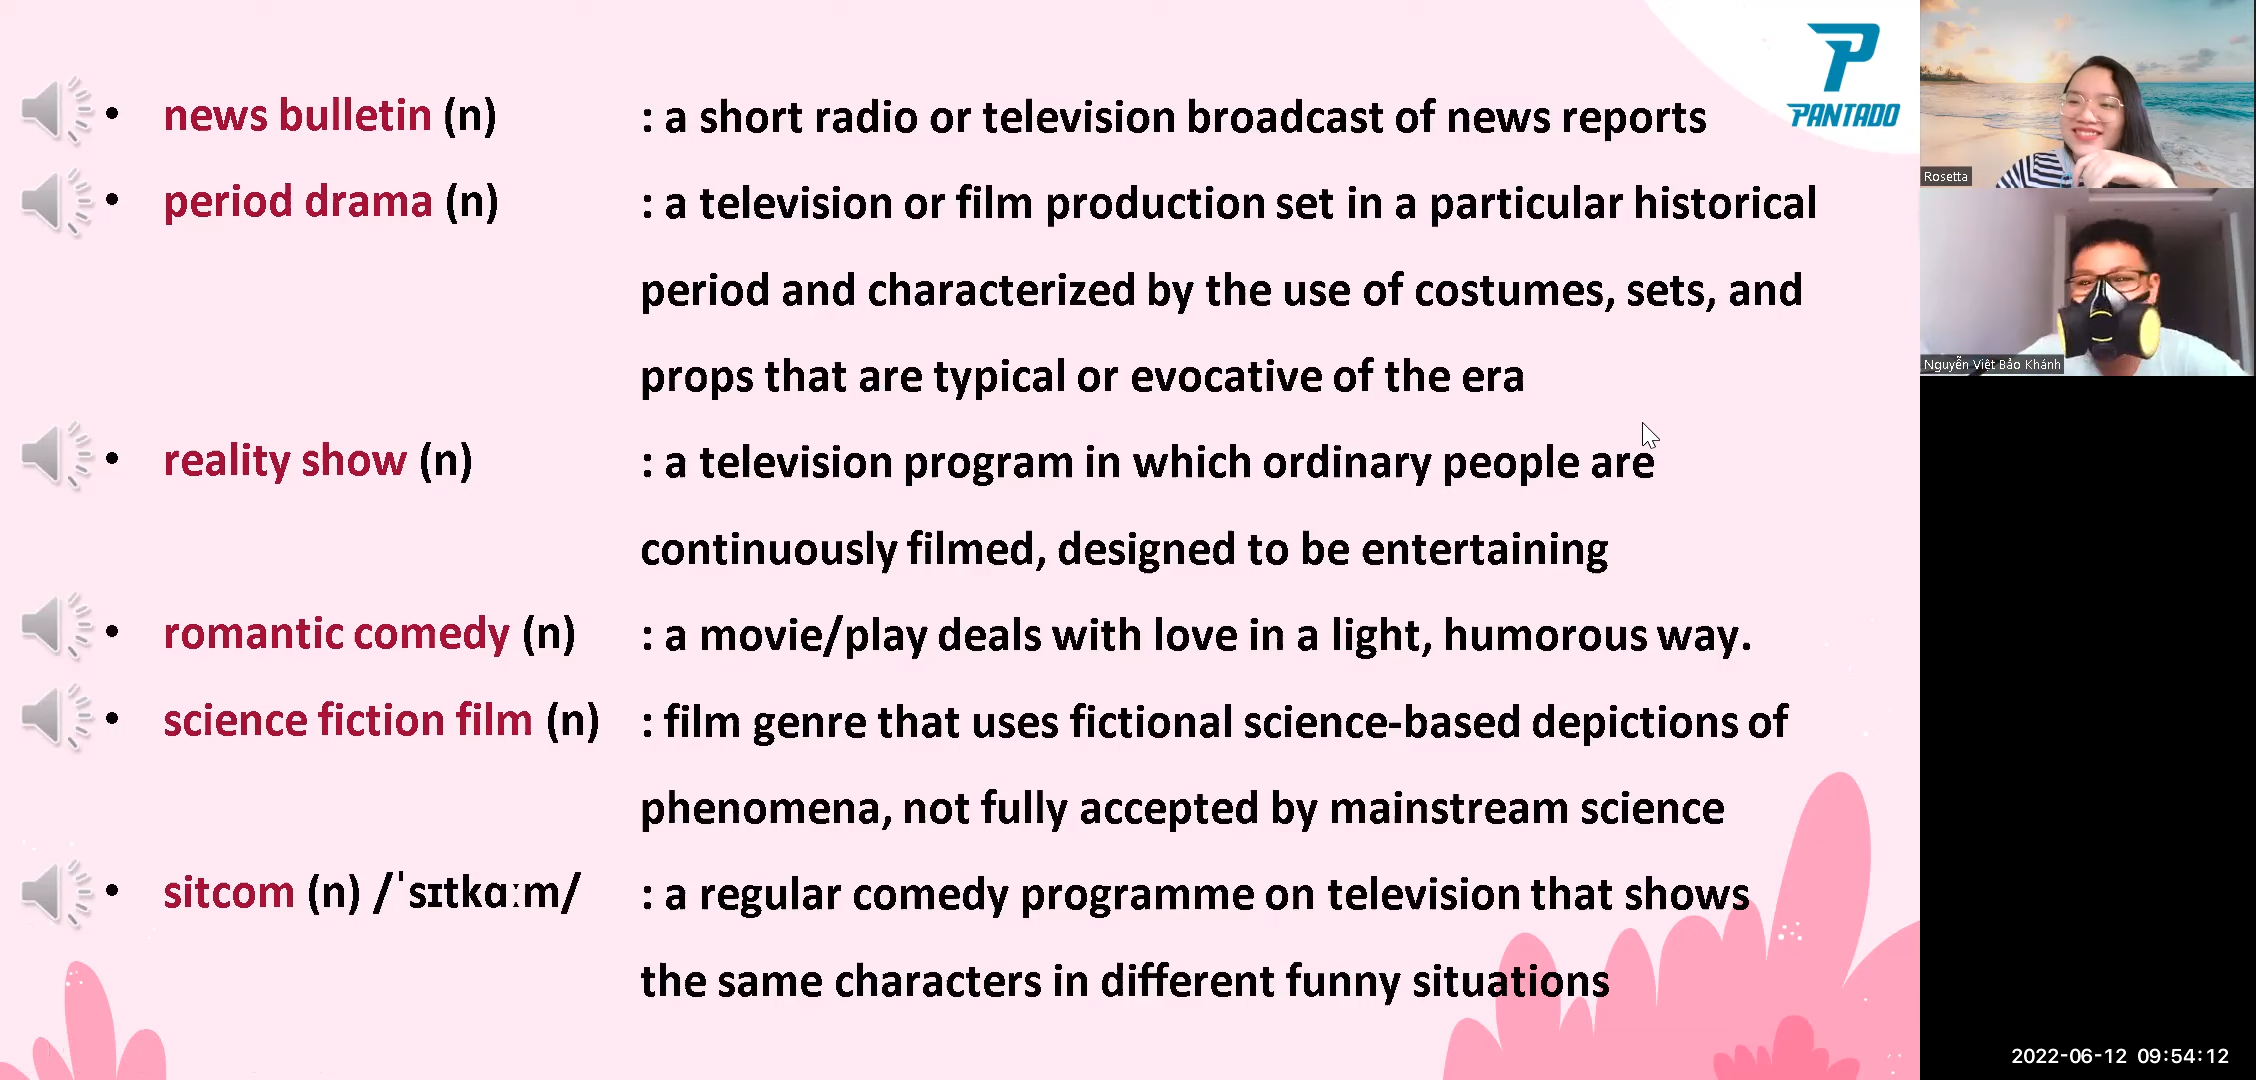 PANTADO
• news bulletin (n) : a short radio or television broadcast of news reports
• period drama (n) : a television or film production set in a particular historical
period and characterized by the use of costumes, sets, and
props that are typical or evocative of the era
• reality show (n) : a television program in which ordinary people are
continuously filmed, designed to be entertaining
• romantic comedy (n) : a movie/play deals with love in a light, humorous way.
• science fiction film (n) : film genre that uses fictional science-based depictions of
phenomena, not fully accepted by mainstream science
• sitcom (n) /ˈsɪtkɑːm/ : a regular comedy programme on television that shows
the same characters in different funny situations
Rosetta
Nguyễn Việt Bảo Khánh
2022-06-12 09:54:12